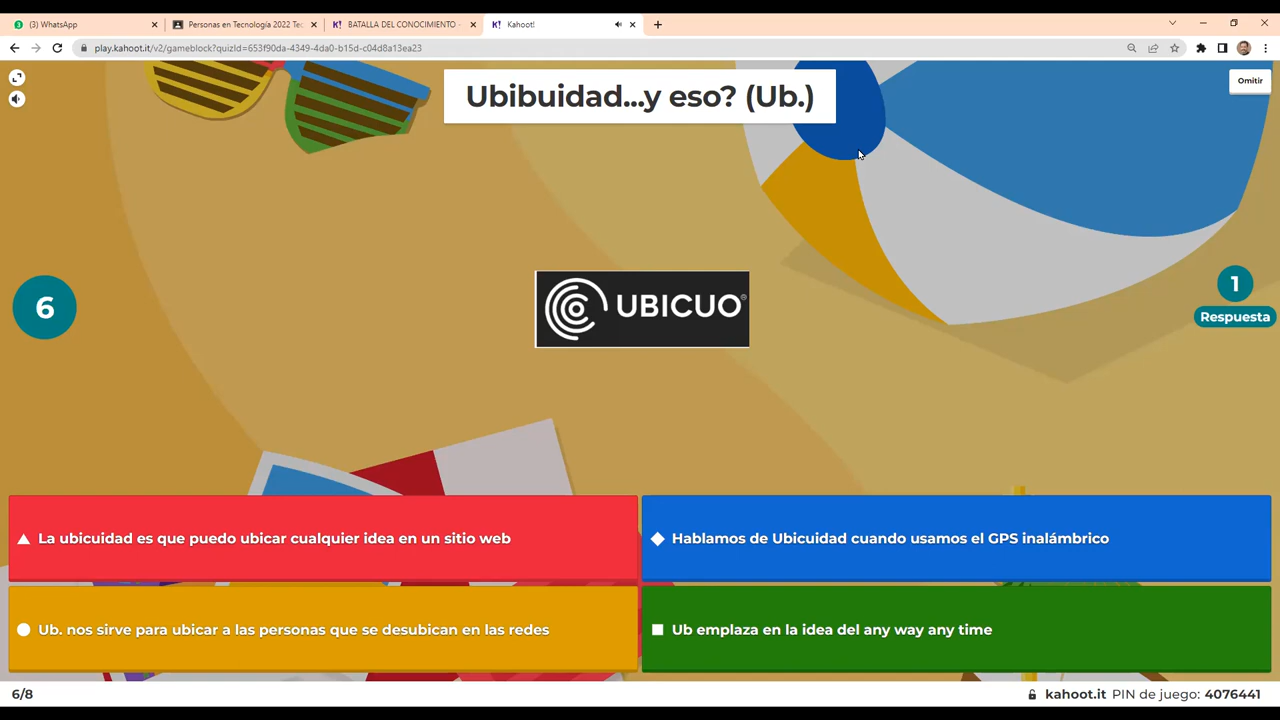 (3) WhatsApp
Personas en Tecnología 2022 Tec
BATALLA DEL CONOCIMIENTO -
Kahoot!
play.kahoot.it/v2/gameblock?quizId=653f90da-4349-4da0-b15d-c04d8a13ea23
Ubibuidad...y eso? (Ub.)
Omitir
6
UBICUO®
1
Respuesta
La ubicuidad es que puedo ubicar cualquier idea en un sitio web
Hablamos de Ubicuidad cuando usamos el GPS inalámbrico
Ub. nos sirve para ubicar a las personas que se desubican en las redes
Ub emplaza en la idea del any way any time
6/8
kahoot.it PIN de juego: 4076441